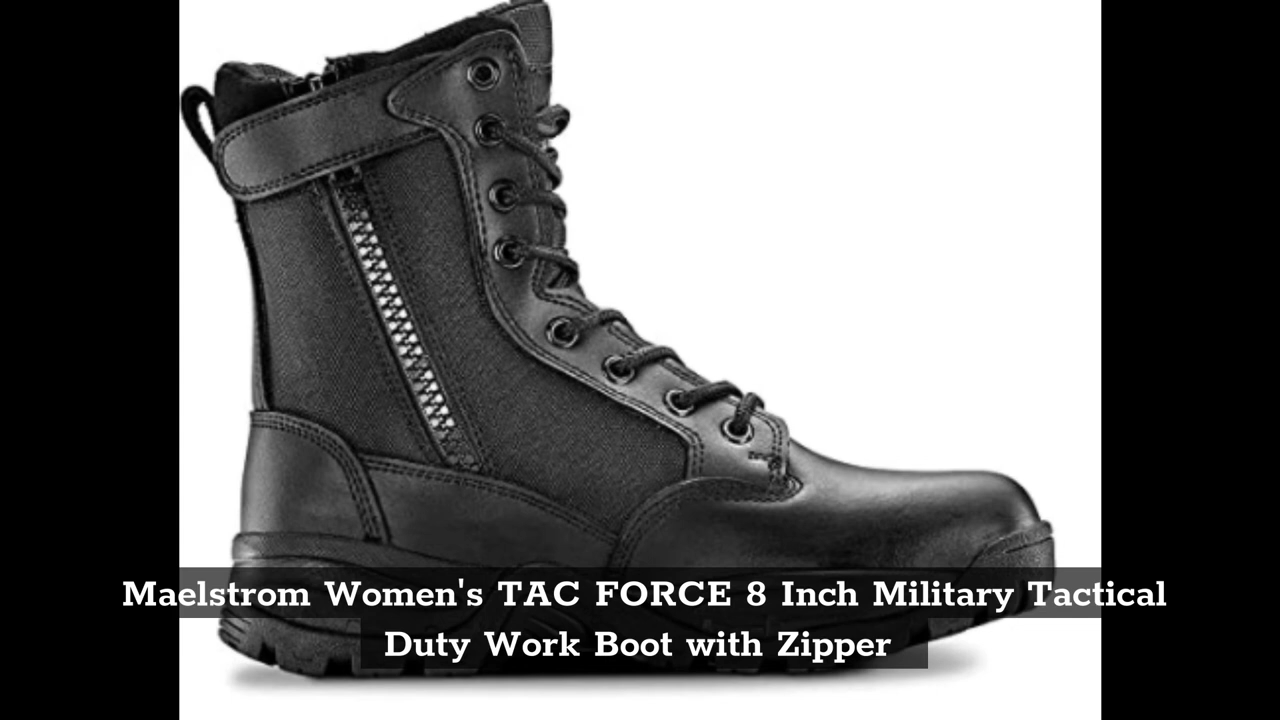 Maelstrom Women's TAC FORCE 8 Inch Military Tactical
Duty Work Boot with Zipper